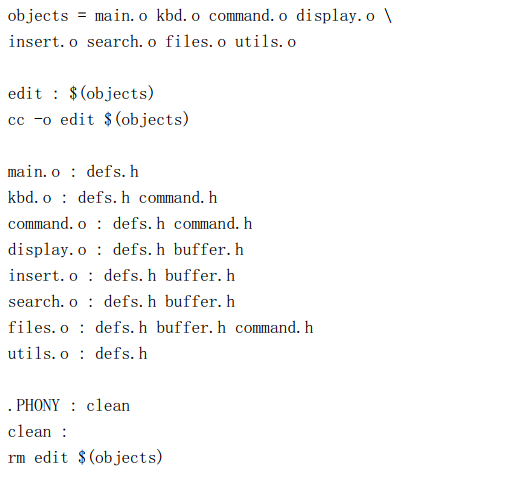 objects = main.o kbd.o command.o display.o \
insert.o search.o files.o utils.o
edit : $(objects)
cc -o edit $(objects)
main.o : defs.h
kbd.o : defs.h command.h
command.o : defs.h command.h
display.o : defs.h buffer.h
insert.o : defs.h buffer.h
search.o : defs.h buffer.h
files.o : defs.h buffer.h command.h
utils.o : defs.h
.PHONY : clean
clean :
rm edit $(objects)